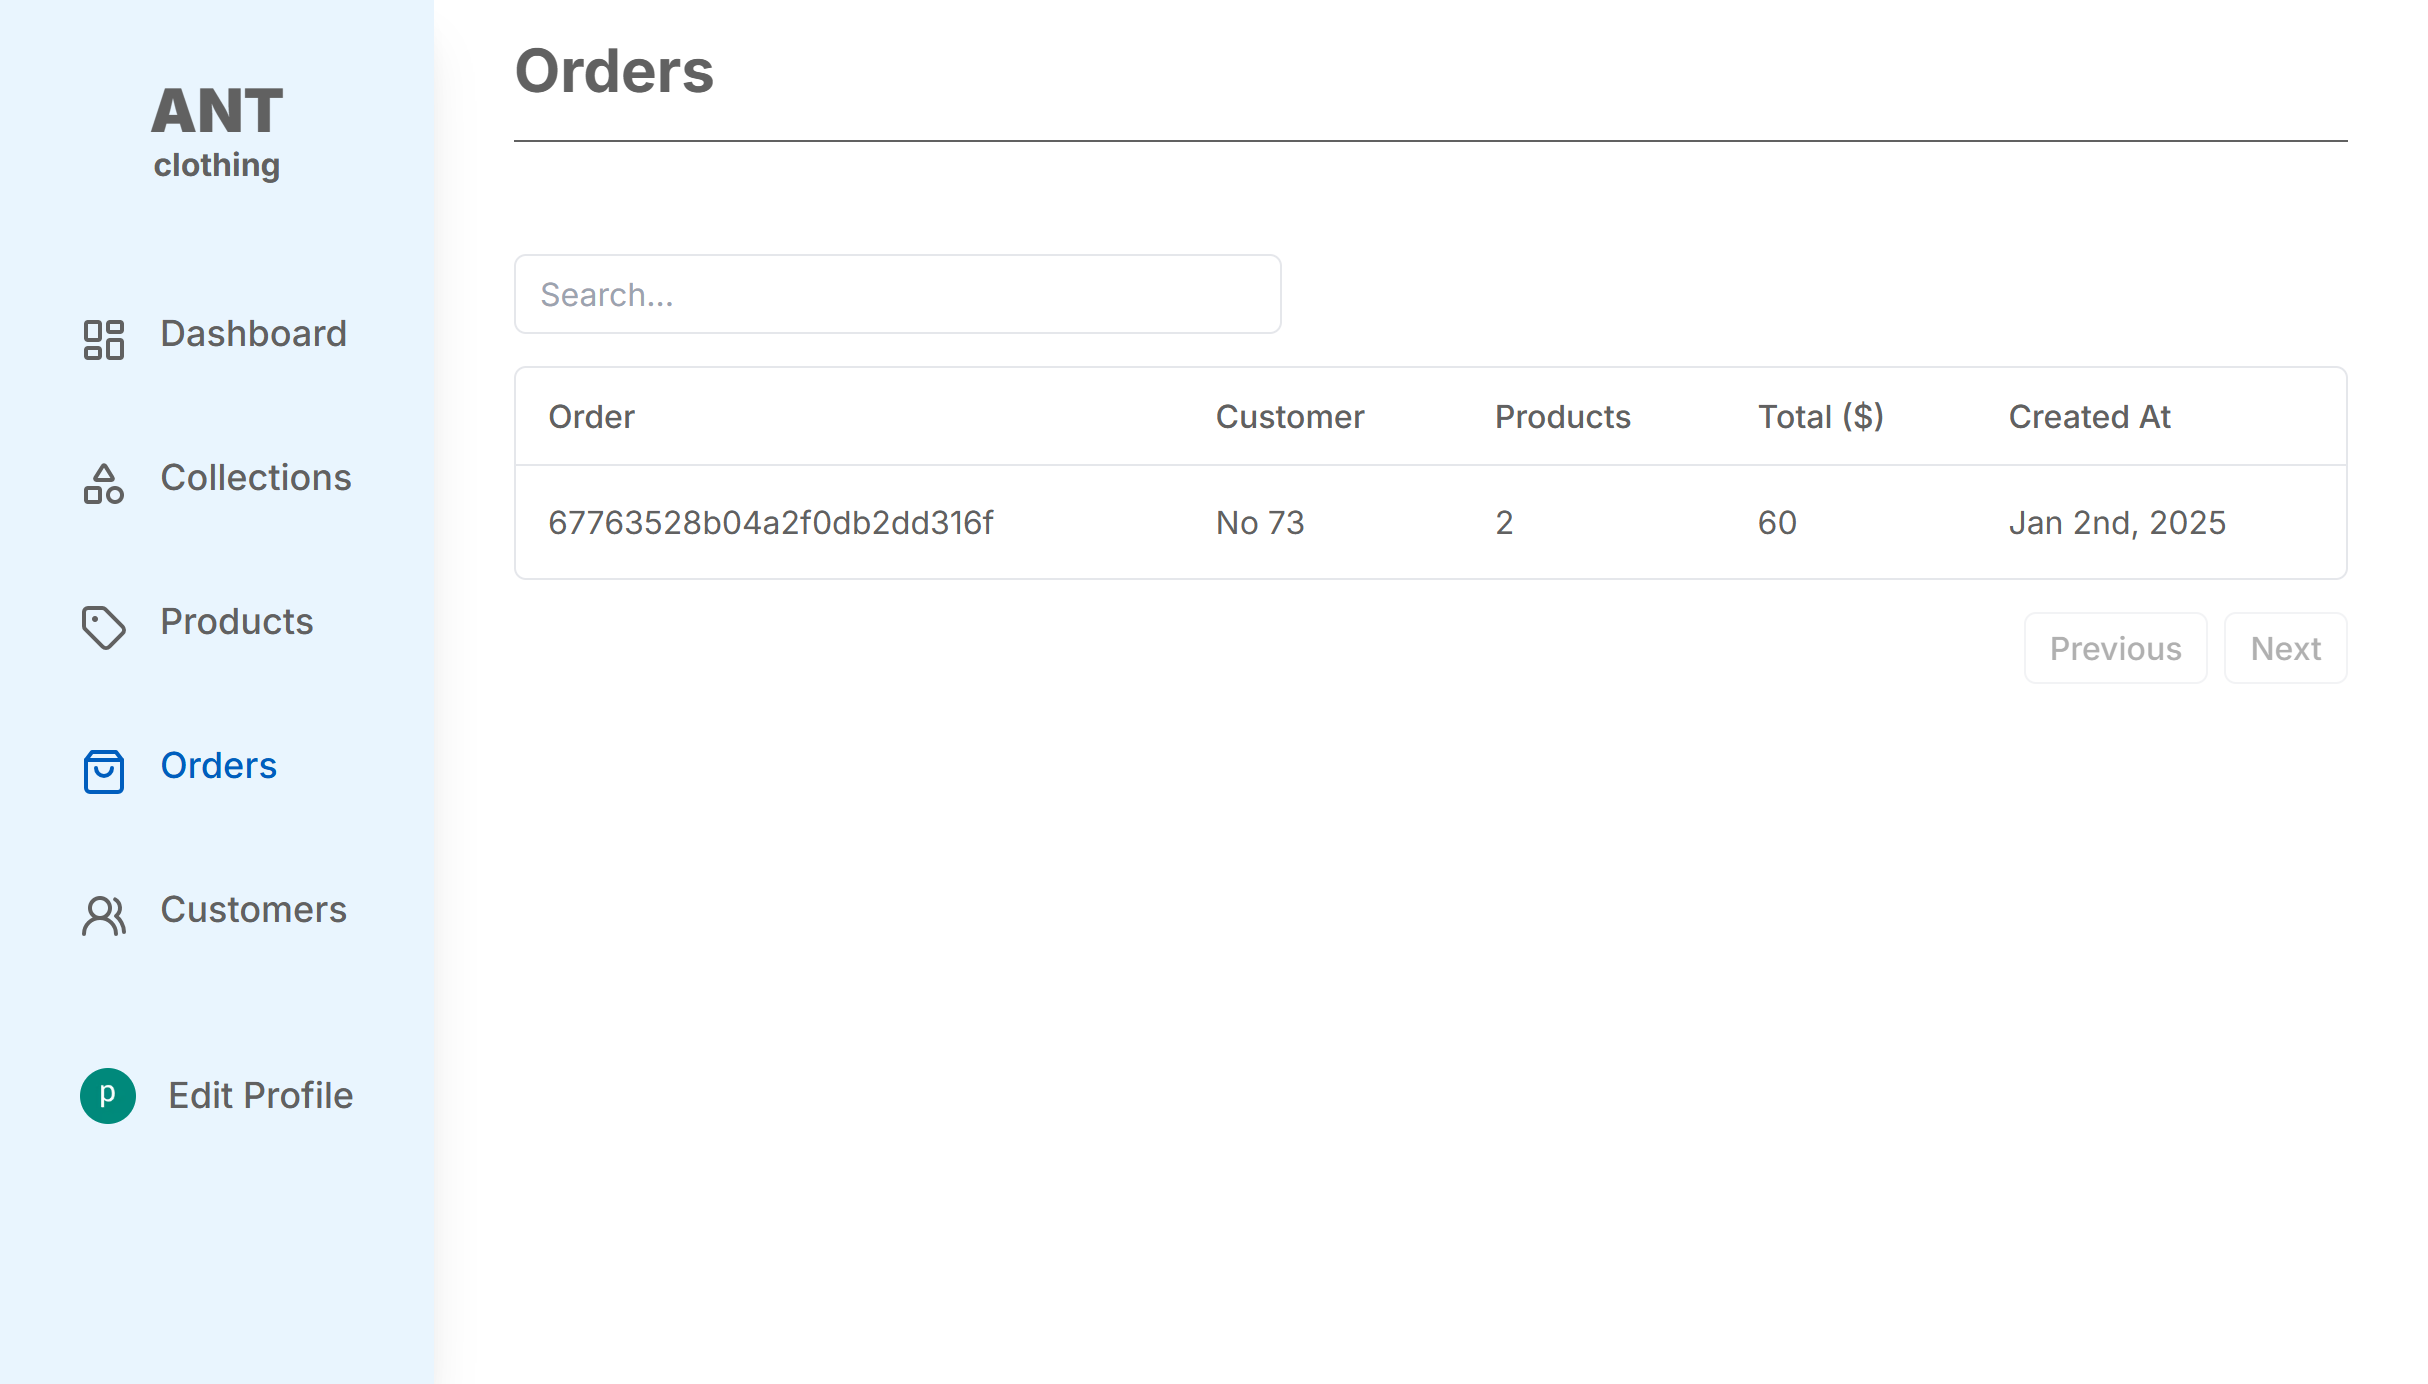 ANT
clothing
Dashboard
Collections
Products
Orders
Customers
p
Edit Profile
Orders
Search...
Order Customer Products Total ($) Created At
67763528b04a2f0db2dd316f No 73 2 60 Jan 2nd, 2025
Previous Next